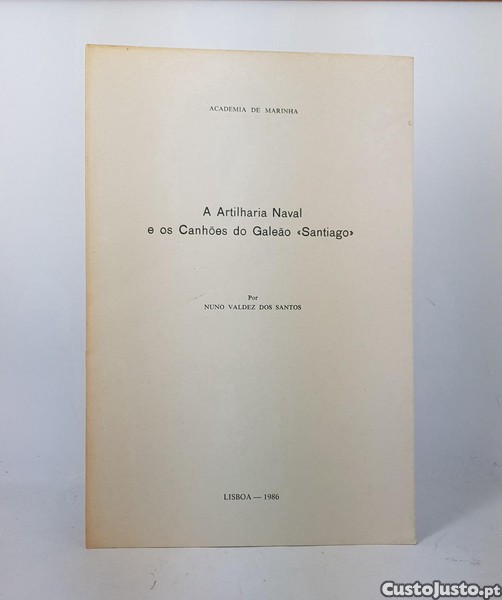 ACADEMIA DE MARINHA
A Artilharia Naval
e os Canhões do Galeão «Santiago»
Por
NUNO VALDEZ DOS SANTOS
LISBOA — 1986
CustoJusto.pt